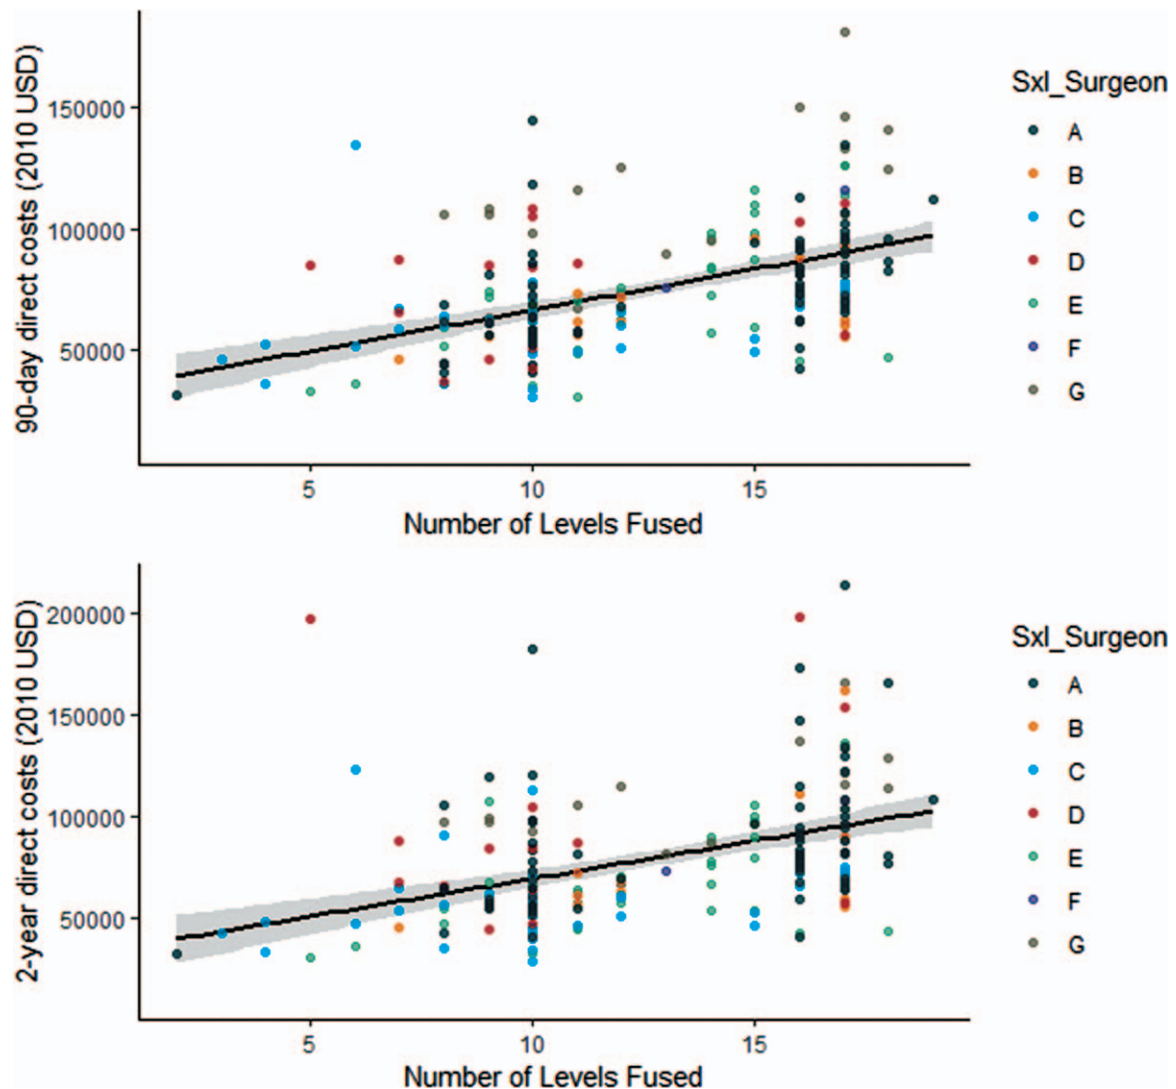 90-day direct costs (2010 USD)
150000
100000
50000
5
10
15
Number of Levels Fused
Sxl_Surgeon
A
B
C
D
E
F
G
2-year direct costs (2010 USD)
200000
150000
100000
50000
5
10
15
Number of Levels Fused
Sxl_Surgeon
A
B
C
D
E
F
G